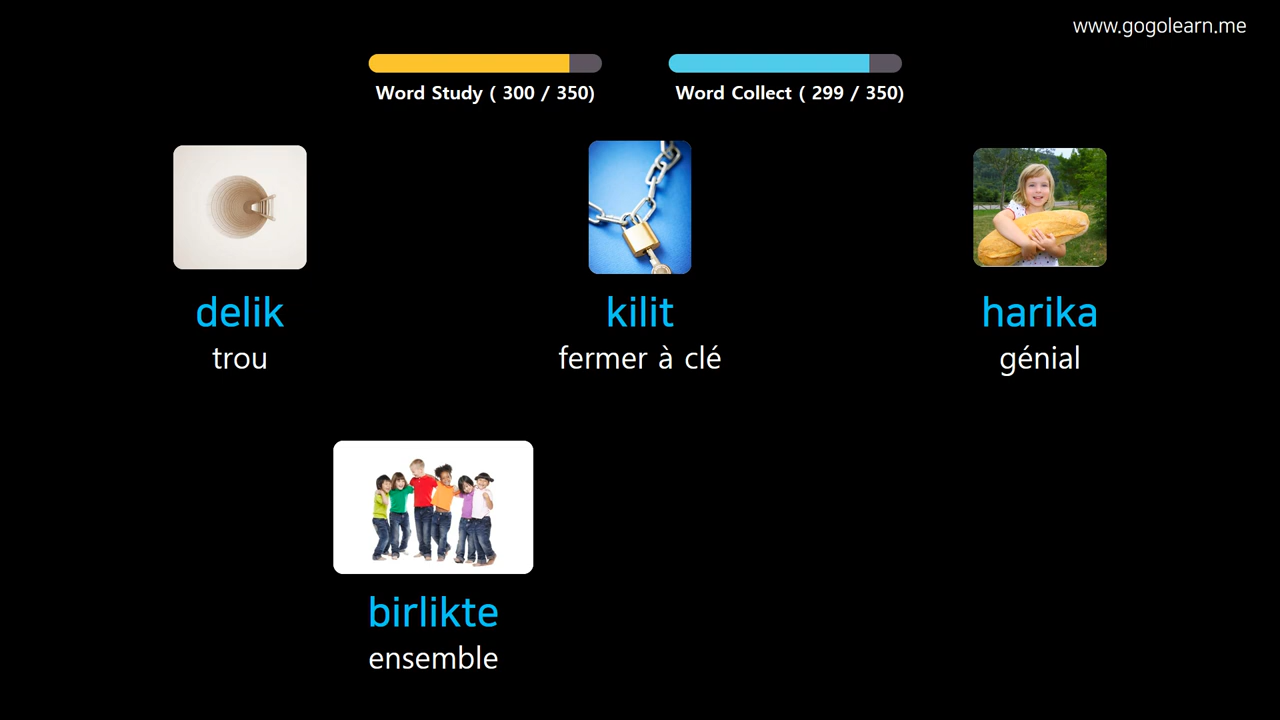 www.gogolearn.me
Word Study ( 300 / 350)
Word Collect ( 299 / 350)
delik
trou
kilit
fermer à clé
harika
génial
birlikte
ensemble